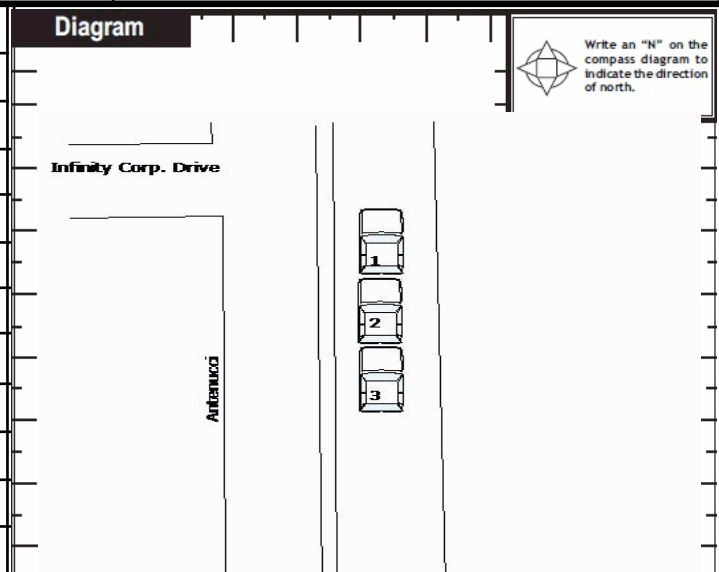 Diagram
Write an “N” on the
compass diagram to
indicate the direction
of north.
Infinity Corp. Drive
1
2
3
Antenucci